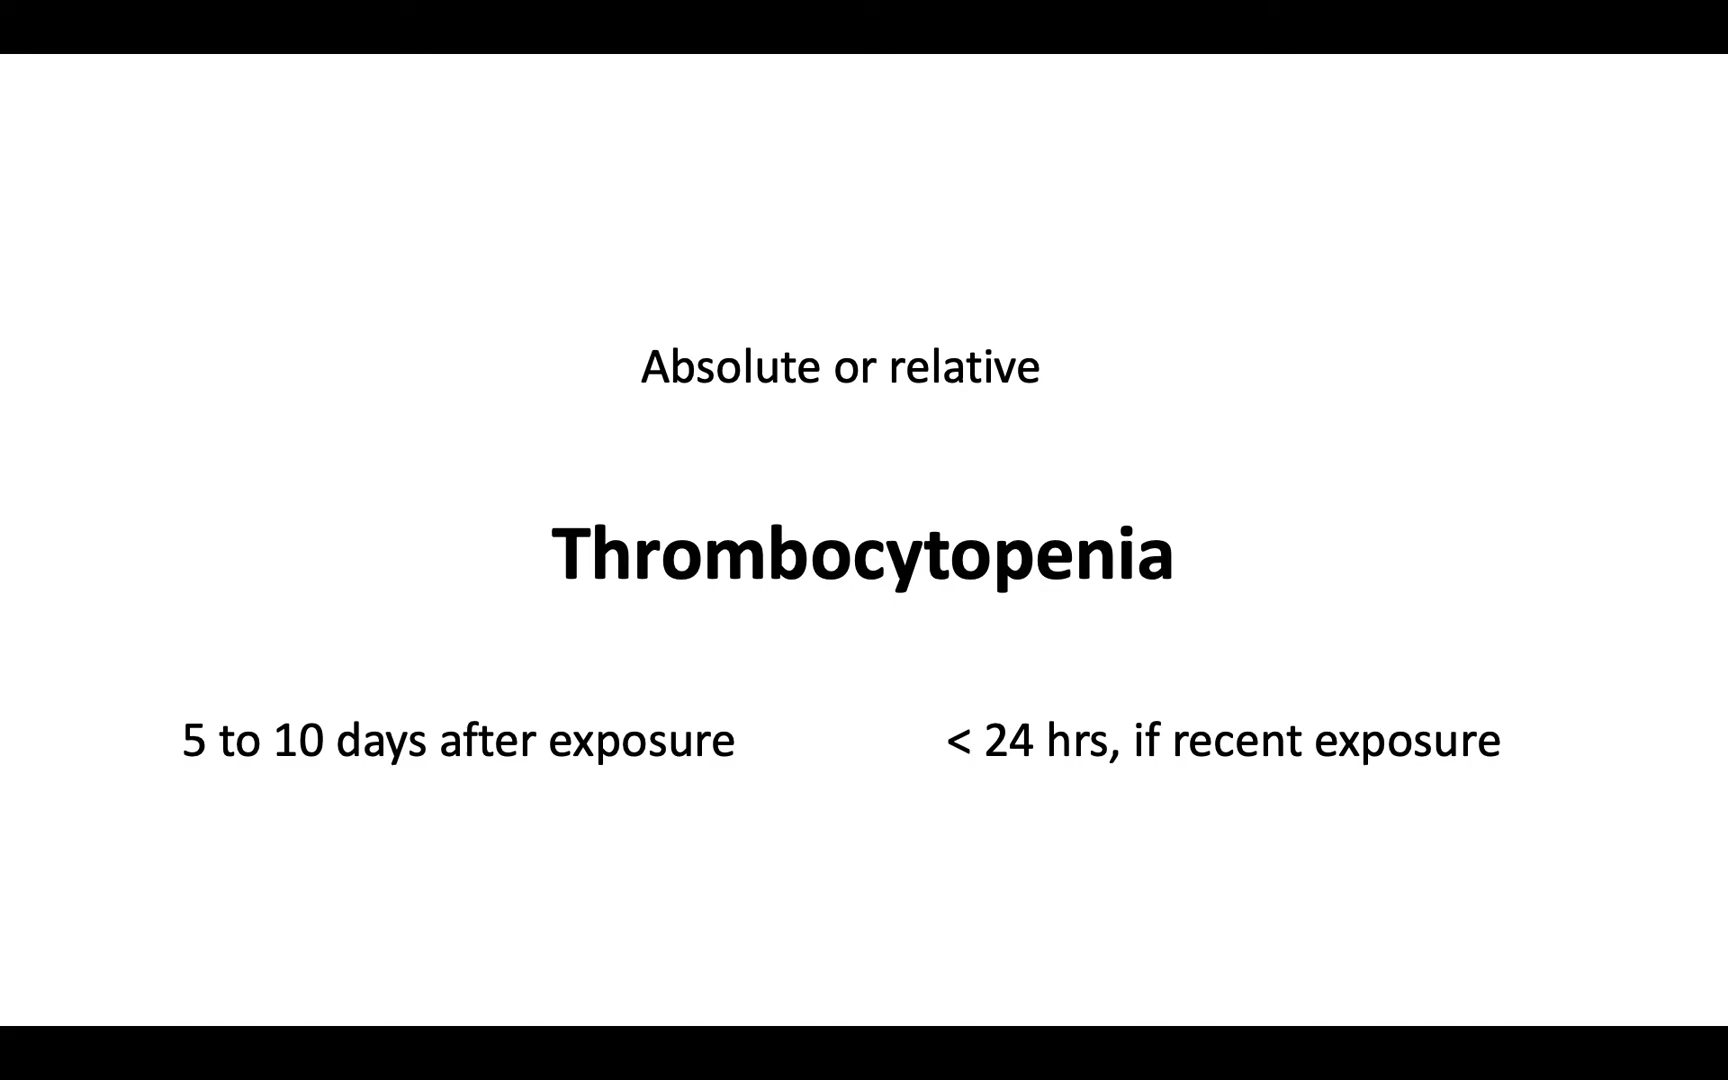 Absolute or relative
Thrombocytopenia
5 to 10 days after exposure
< 24 hrs, if recent exposure